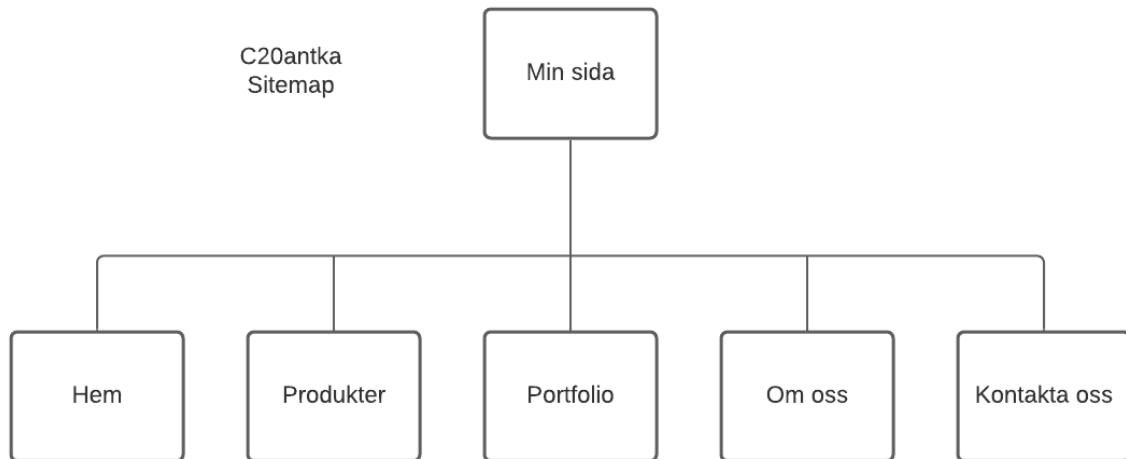 C20antka
Sitemap
Min sida
Hem
Produkter
Portfolio
Om oss
Kontakta oss